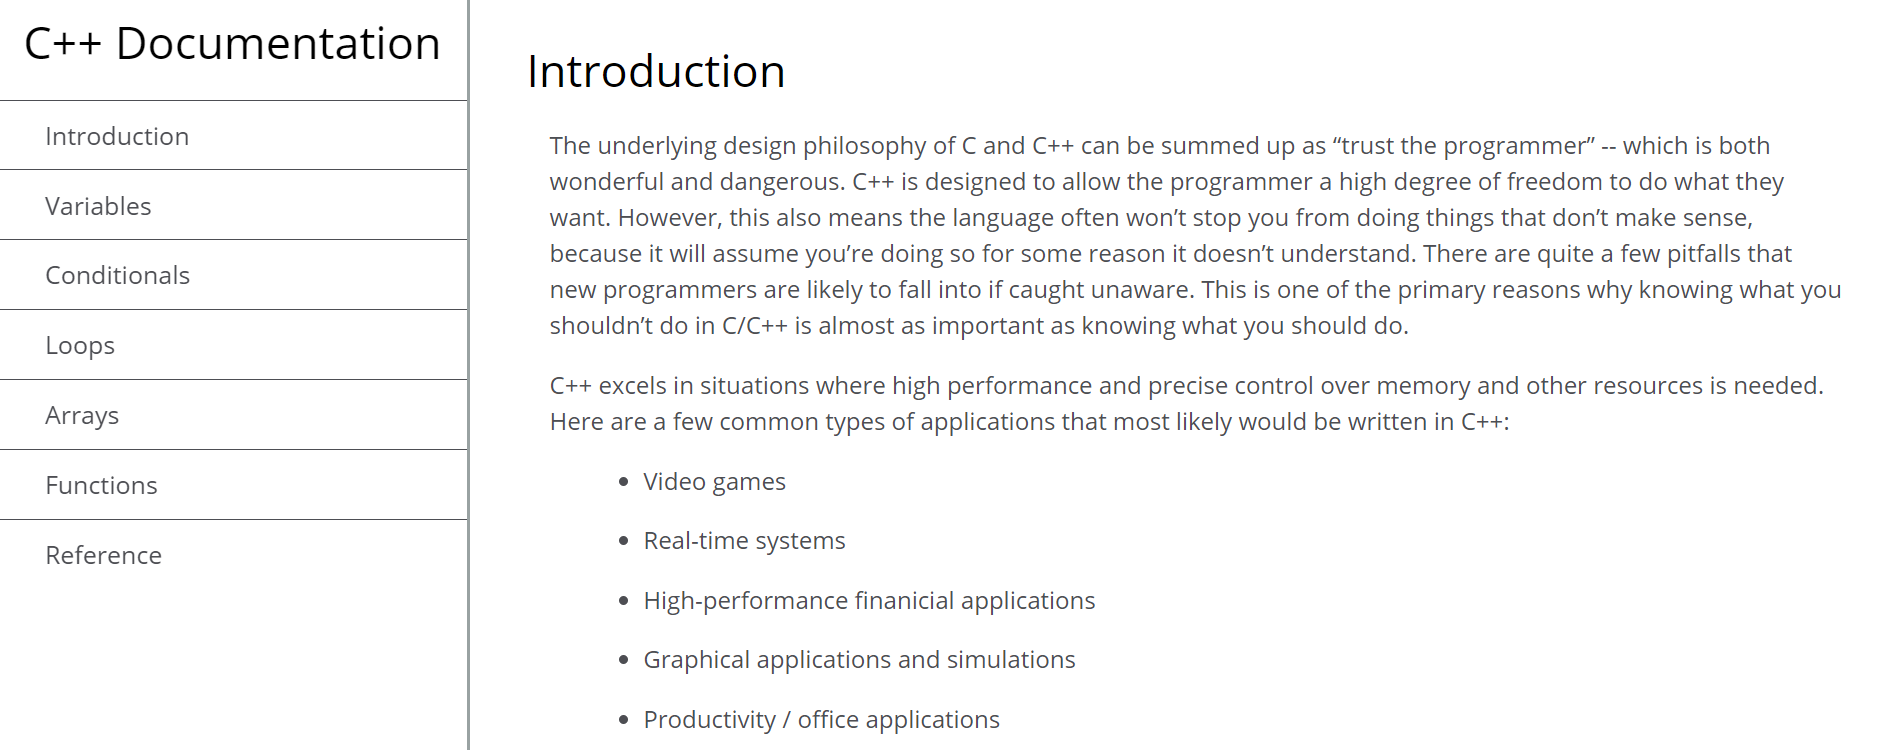 C++ Documentation
Introduction
Variables
Conditionals
Loops
Arrays
Functions
Reference
Introduction
The underlying design philosophy of C and C++ can be summed up as “trust the programmer” -- which is both
wonderful and dangerous. C++ is designed to allow the programmer a high degree of freedom to do what they
want. However, this also means the language often won’t stop you from doing things that don’t make sense,
because it will assume you’re doing so for some reason it doesn’t understand. There are quite a few pitfalls that
new programmers are likely to fall into if caught unaware. This is one of the primary reasons why knowing what you
shouldn’t do in C/C++ is almost as important as knowing what you should do.
C++ excels in situations where high performance and precise control over memory and other resources is needed.
Here are a few common types of applications that most likely would be written in C++:
• Video games
• Real-time systems
• High-performance finanicial applications
• Graphical applications and simulations
• Productivity / office applications